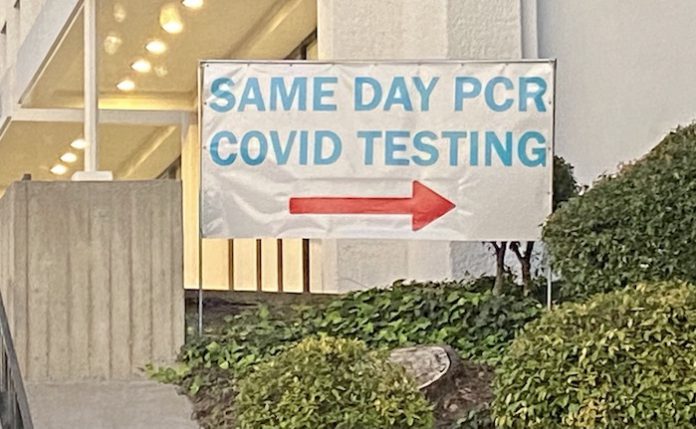 SAME DAY PCR
COVID TESTING